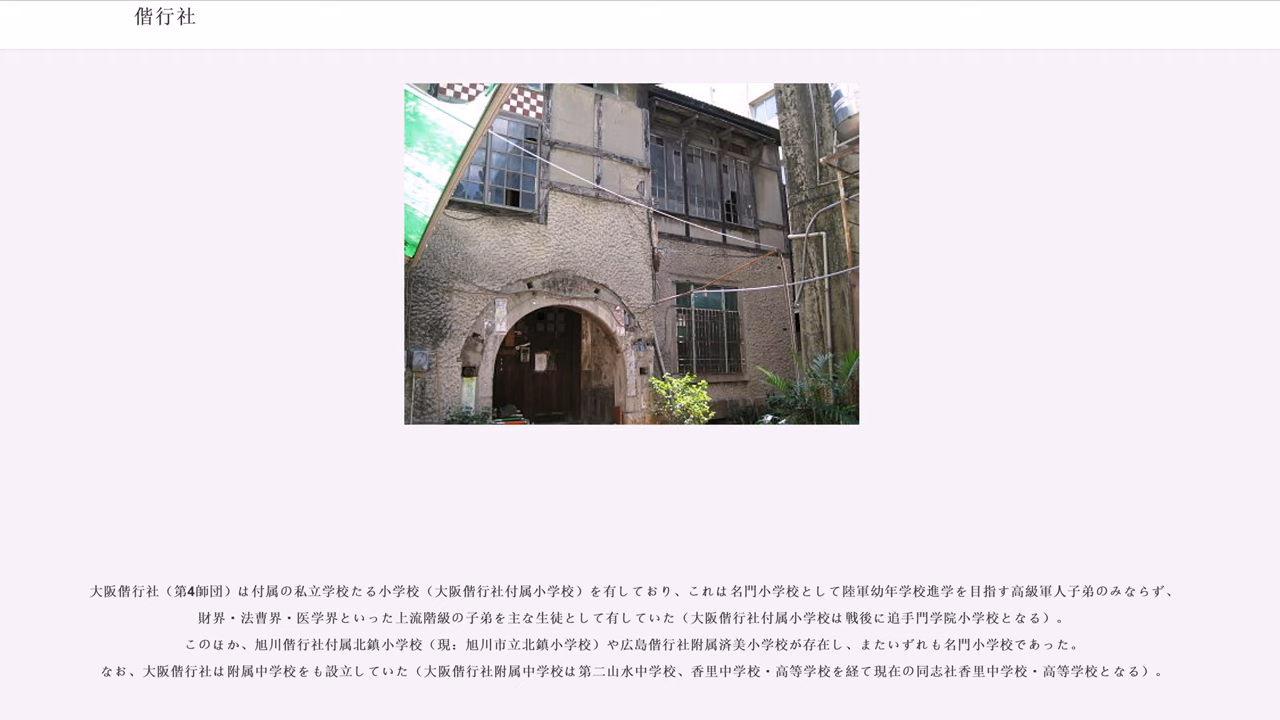 偕行社
大阪偕行社（第4師団）は付属の私立学校たる小学校（大阪偕行社付属小学校）を有しており、これは名門小学校として陸軍幼年学校進学を目指す高級軍人子弟のみならず、
財界・法曹界・医学界といった上流階級の子弟を主な生徒として有していた（大阪偕行社付属小学校は戦後に追手門学院小学校となる）。
このほか、旭川偕行社付属北鎮小学校（現：旭川市立北鎮小学校）や広島偕行社附属済美小学校が存在し、またいずれも名門小学校であった。
なお、大阪偕行社は附属中学校をも設立していた（大阪偕行社附属中学校は第二山水中学校、香里中学校・高等学校を経て現在の同志社香里中学校・高等学校となる）。